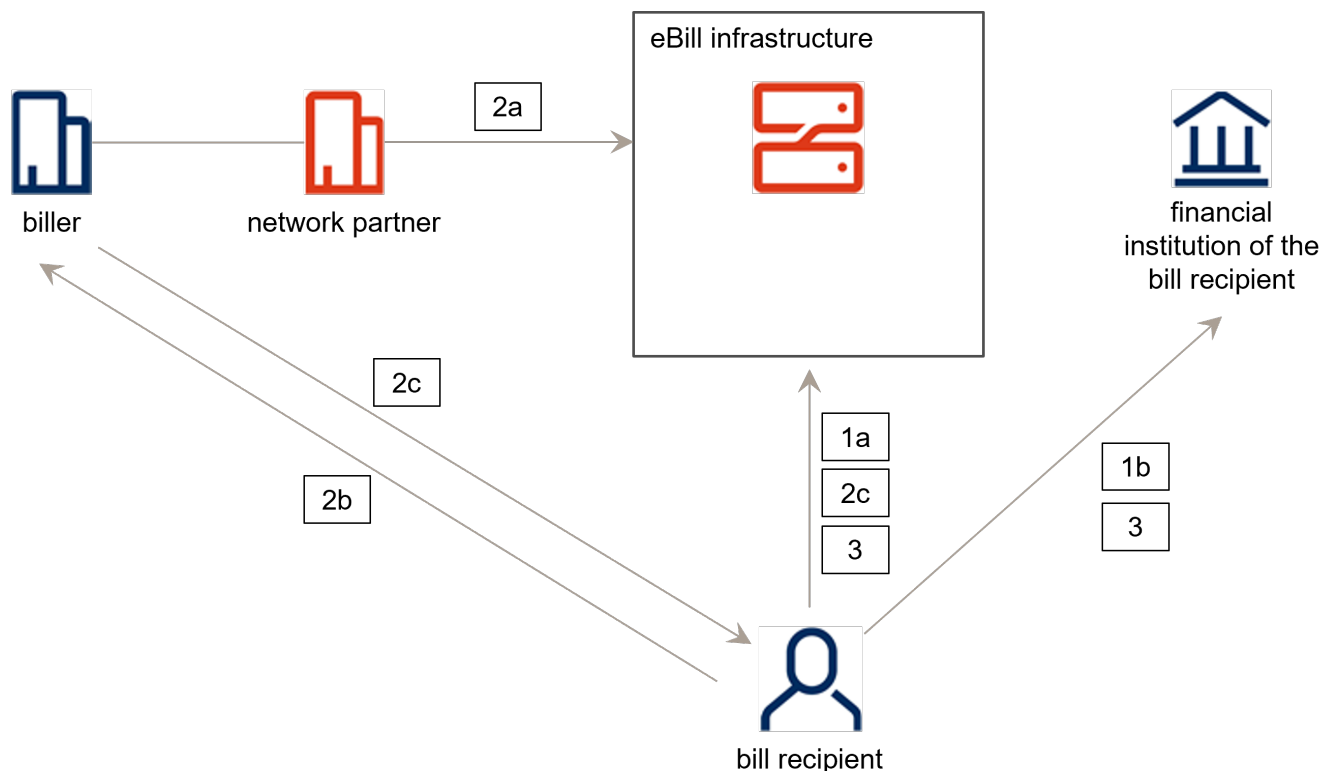 eBill infrastructure
2a
biller
network partner
financial
institution of the
bill recipient
2c
2b
1a
2c
3
1b
3
bill recipient